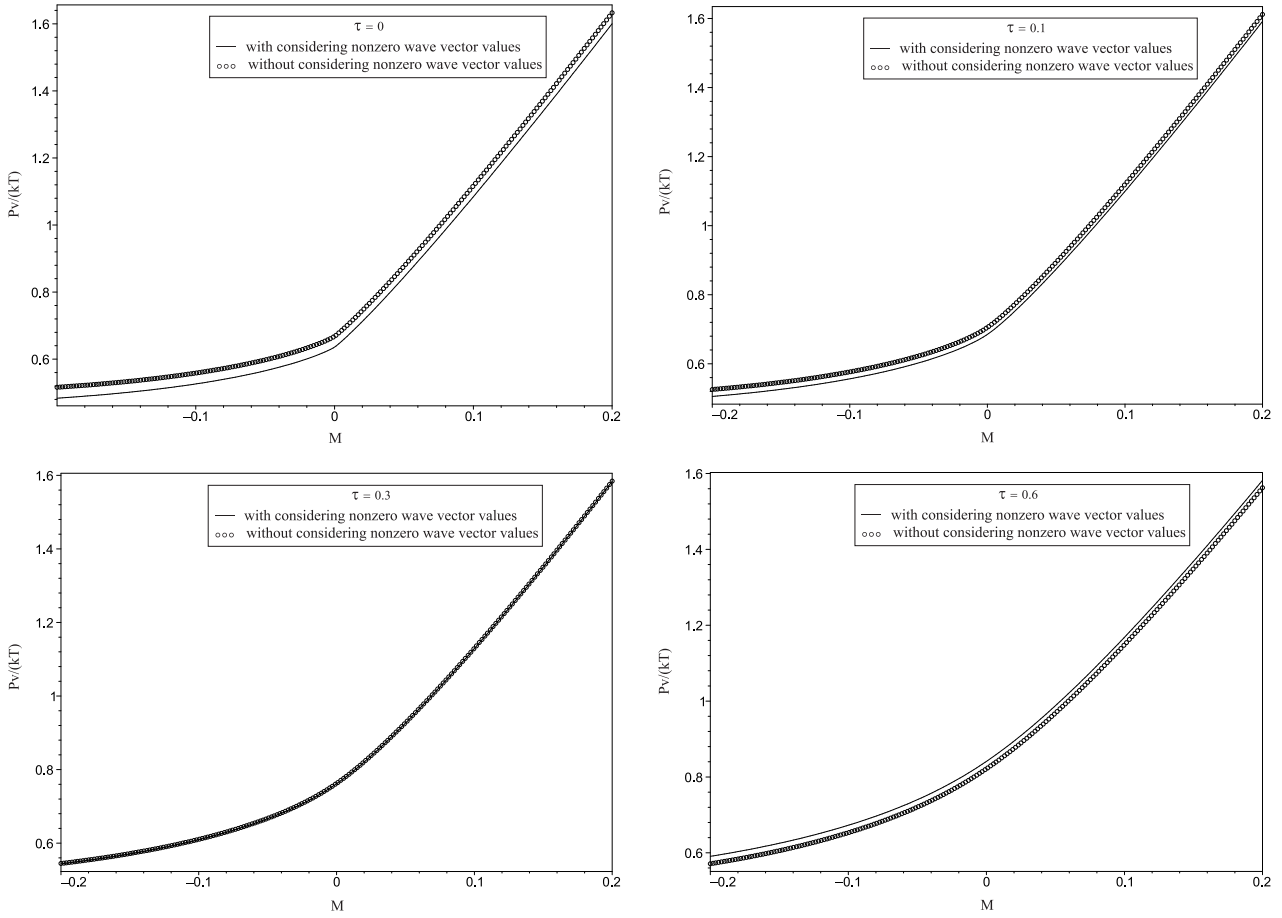 τ = 0
with considering nonzero wave vector values
ooo without considering nonzero wave vector values
1.6
1.4
1.2
1
0.8
0.6
Pv/(kT)
−0.1
0
0.1
0.2
M
τ = 0.1
with considering nonzero wave vector values
ooo without considering nonzero wave vector values
1.6
1.4
1.2
1
0.8
0.6
Pv/(kT)
−0.2
−0.1
0
0.1
0.2
M
τ = 0.3
with considering nonzero wave vector values
ooo without considering nonzero wave vector values
1.6
1.4
1.2
1
0.8
0.6
Pv/(kT)
−0.2
−0.1
0
0.1
0.2
M
τ = 0.6
with considering nonzero wave vector values
ooo without considering nonzero wave vector values
1.6
1.4
1.2
1
0.8
0.6
Pv/(kT)
−0.2
−0.1
0
0.1
0.2
M